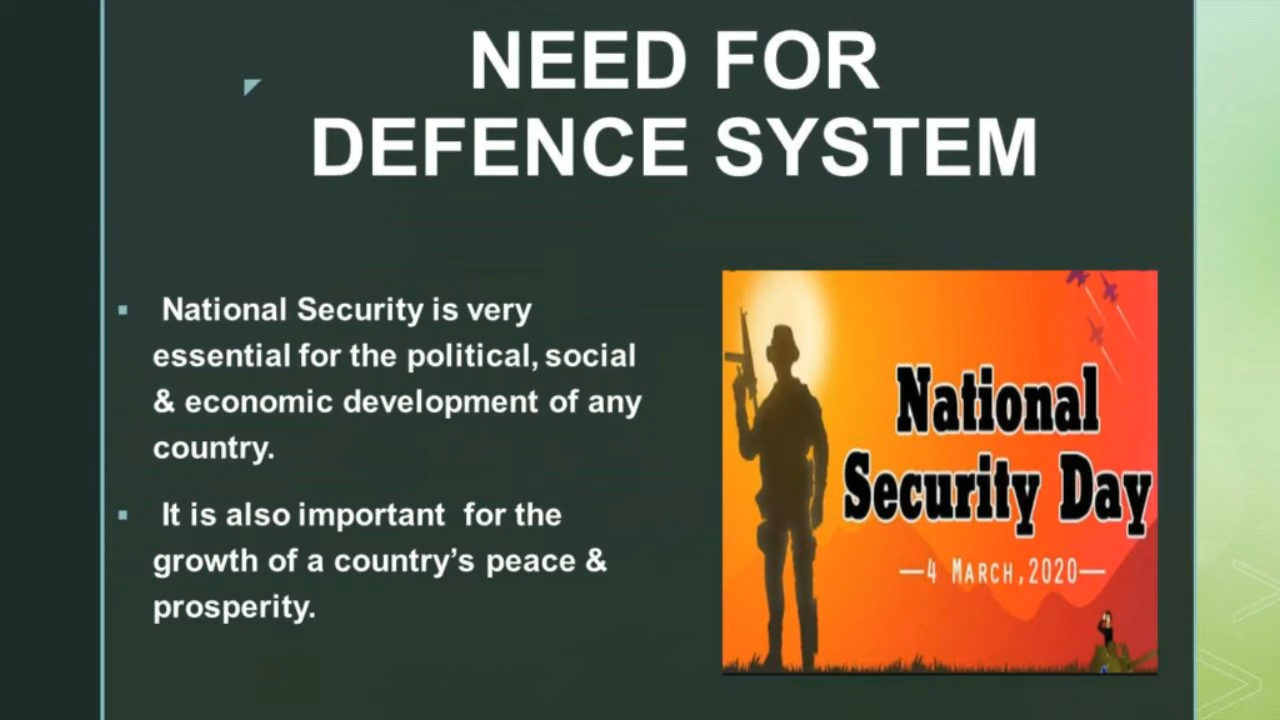 NEED FOR
DEFENCE SYSTEM
National Security is very
essential for the political, social
& economic development of any
country.
It is also important for the
growth of a country’s peace &
prosperity.
National
Security Day
—4 MARCH,2020—